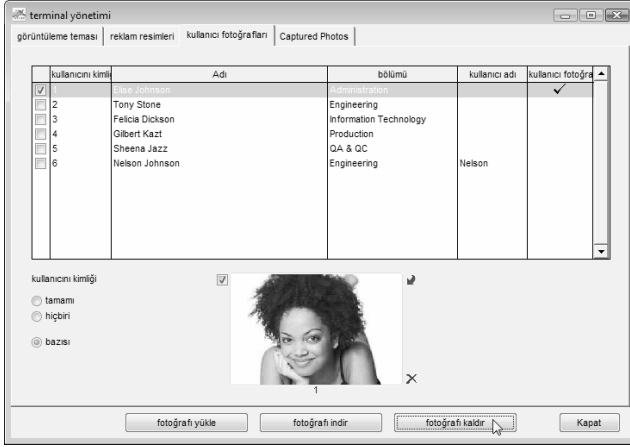 terminal yönetimi
görüntüleme teması reklam resimleri kullanıcı fotoğrafları Captured Photos
kullanıcını kimliğ Adı bölümü kullanıcı adı kullanıcı fotoğra
1 Elise Johnson Administration
2 Tony Stone Engineering
3 Felicia Dickson Information Technology
4 Gilbert Kazt Production
5 Sheena Jazz QA & QC
6 Nelson Johnson Engineering Nelson
kullanıcını kimliği
tamamı
hiçbiri
bazısı
1
fotoğrafı yükle fotoğrafı indir fotoğrafı kaldır Kapat